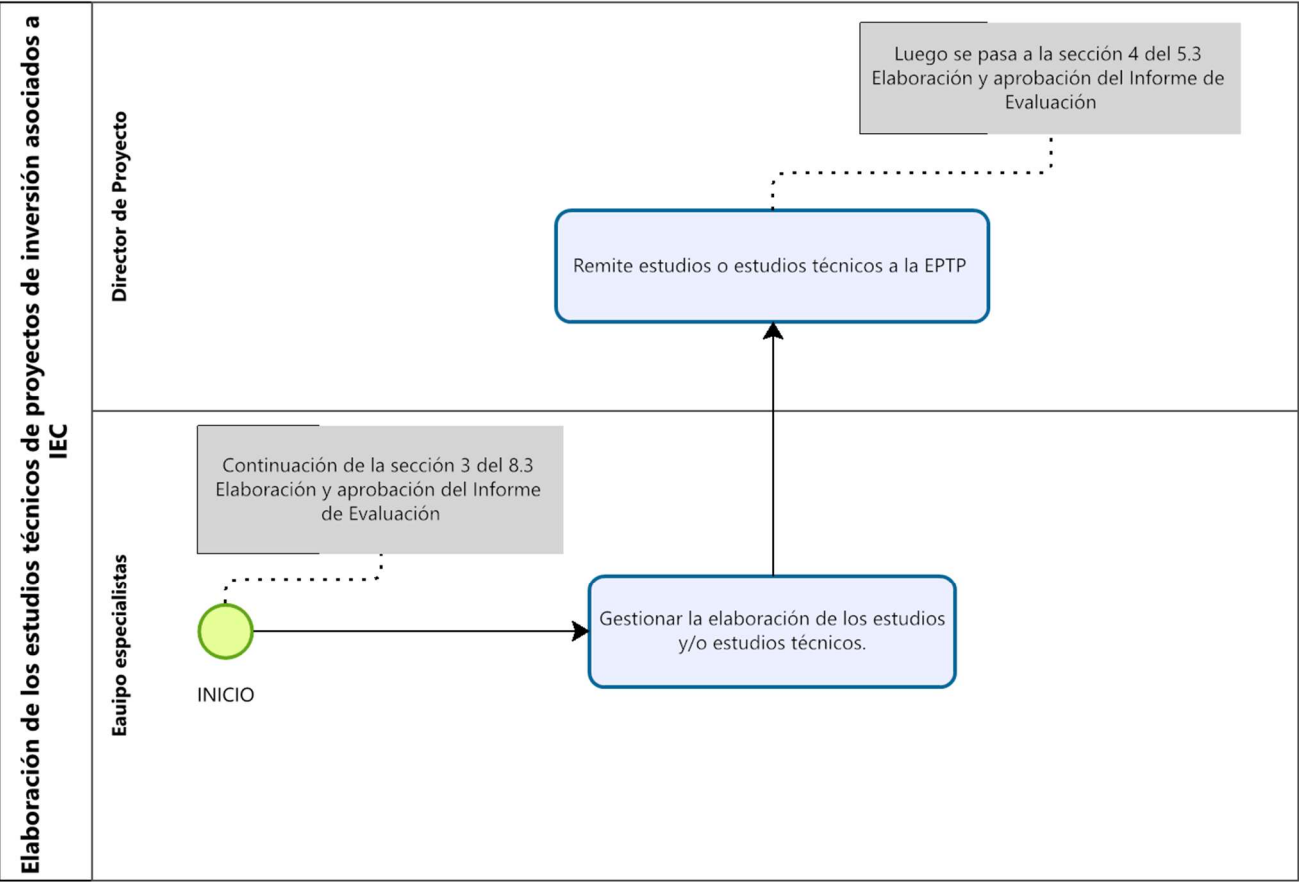 Elaboración de los estudios técnicos de proyectos de inversión asociados a
IEC
Director de Proyecto
Luego se pasa a la sección 4 del 5.3
Elaboración y aprobación del Informe de
Evaluación
Remite estudios o estudios técnicos a la EPTP
Eauipo especialistas
Continuación de la sección 3 del 8.3
Elaboración y aprobación del Informe
de Evaluación
INICIO
Gestionar la elaboración de los estudios
y/o estudios técnicos.